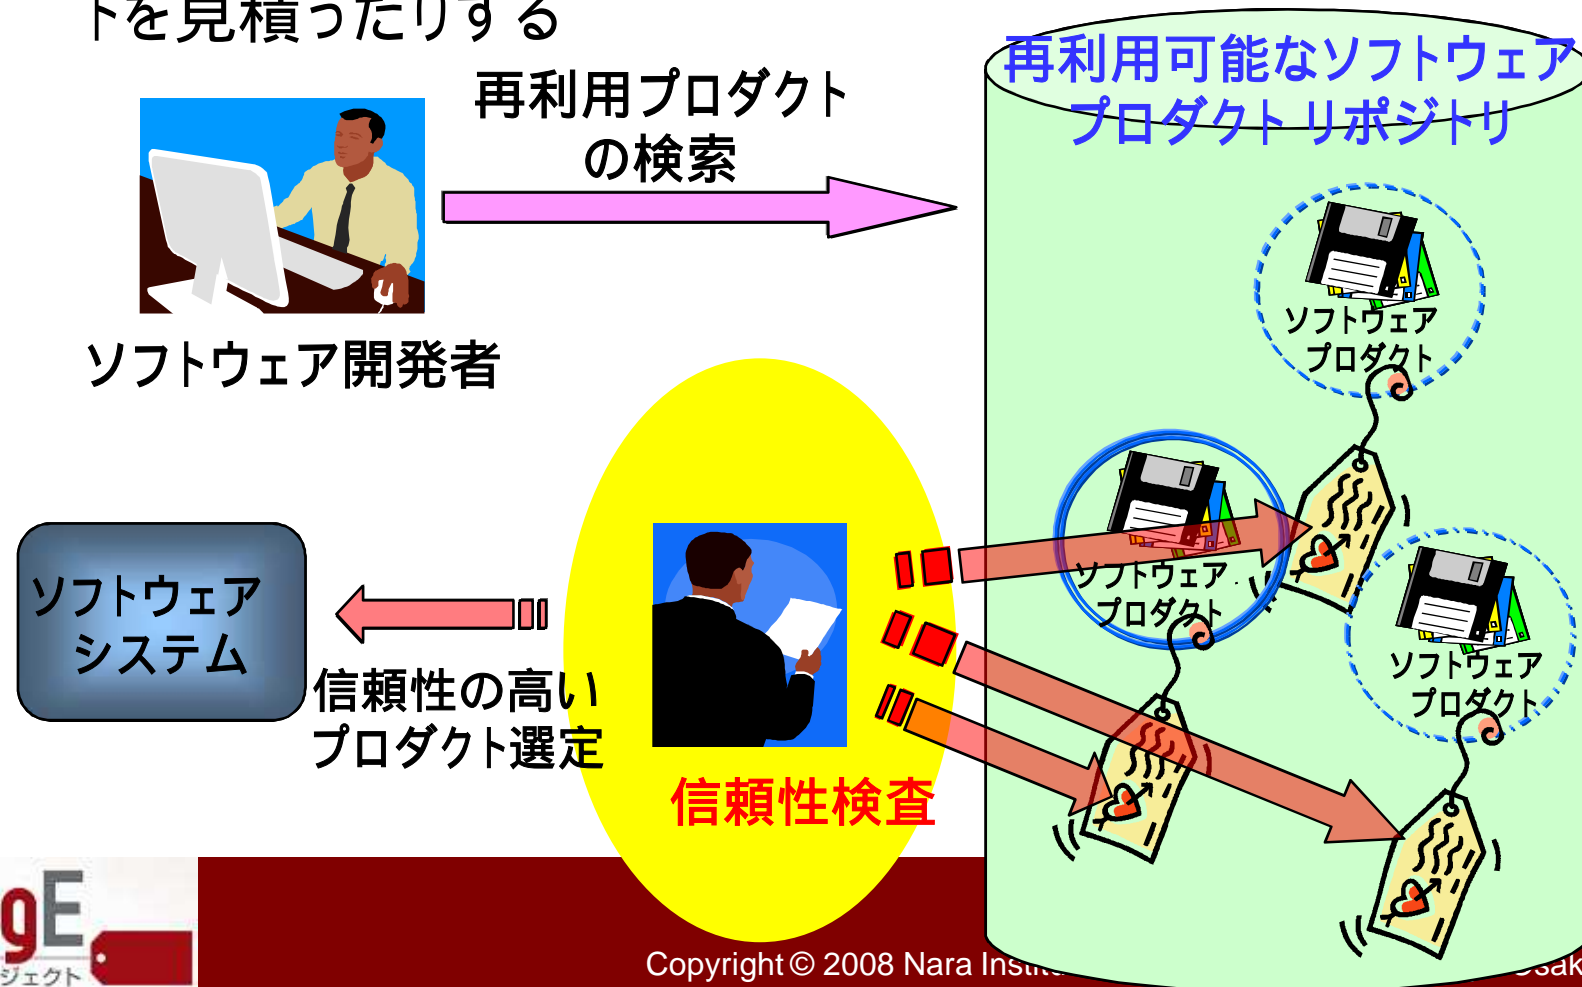 トを見積ったりする
再利用プロダクト
の検索
再利用可能なソフトウェア
プロダクト リポジトリ
ソフトウェア
プロダクト
ソフトウェア開発者
ソフトウェア
プロダクト
ソフトウェア
プロダクト
ソフトウェア
システム
信頼性の高い
プロダクト選定
信頼性検査
gE
ジェクト
Copyright © 2008 Nara